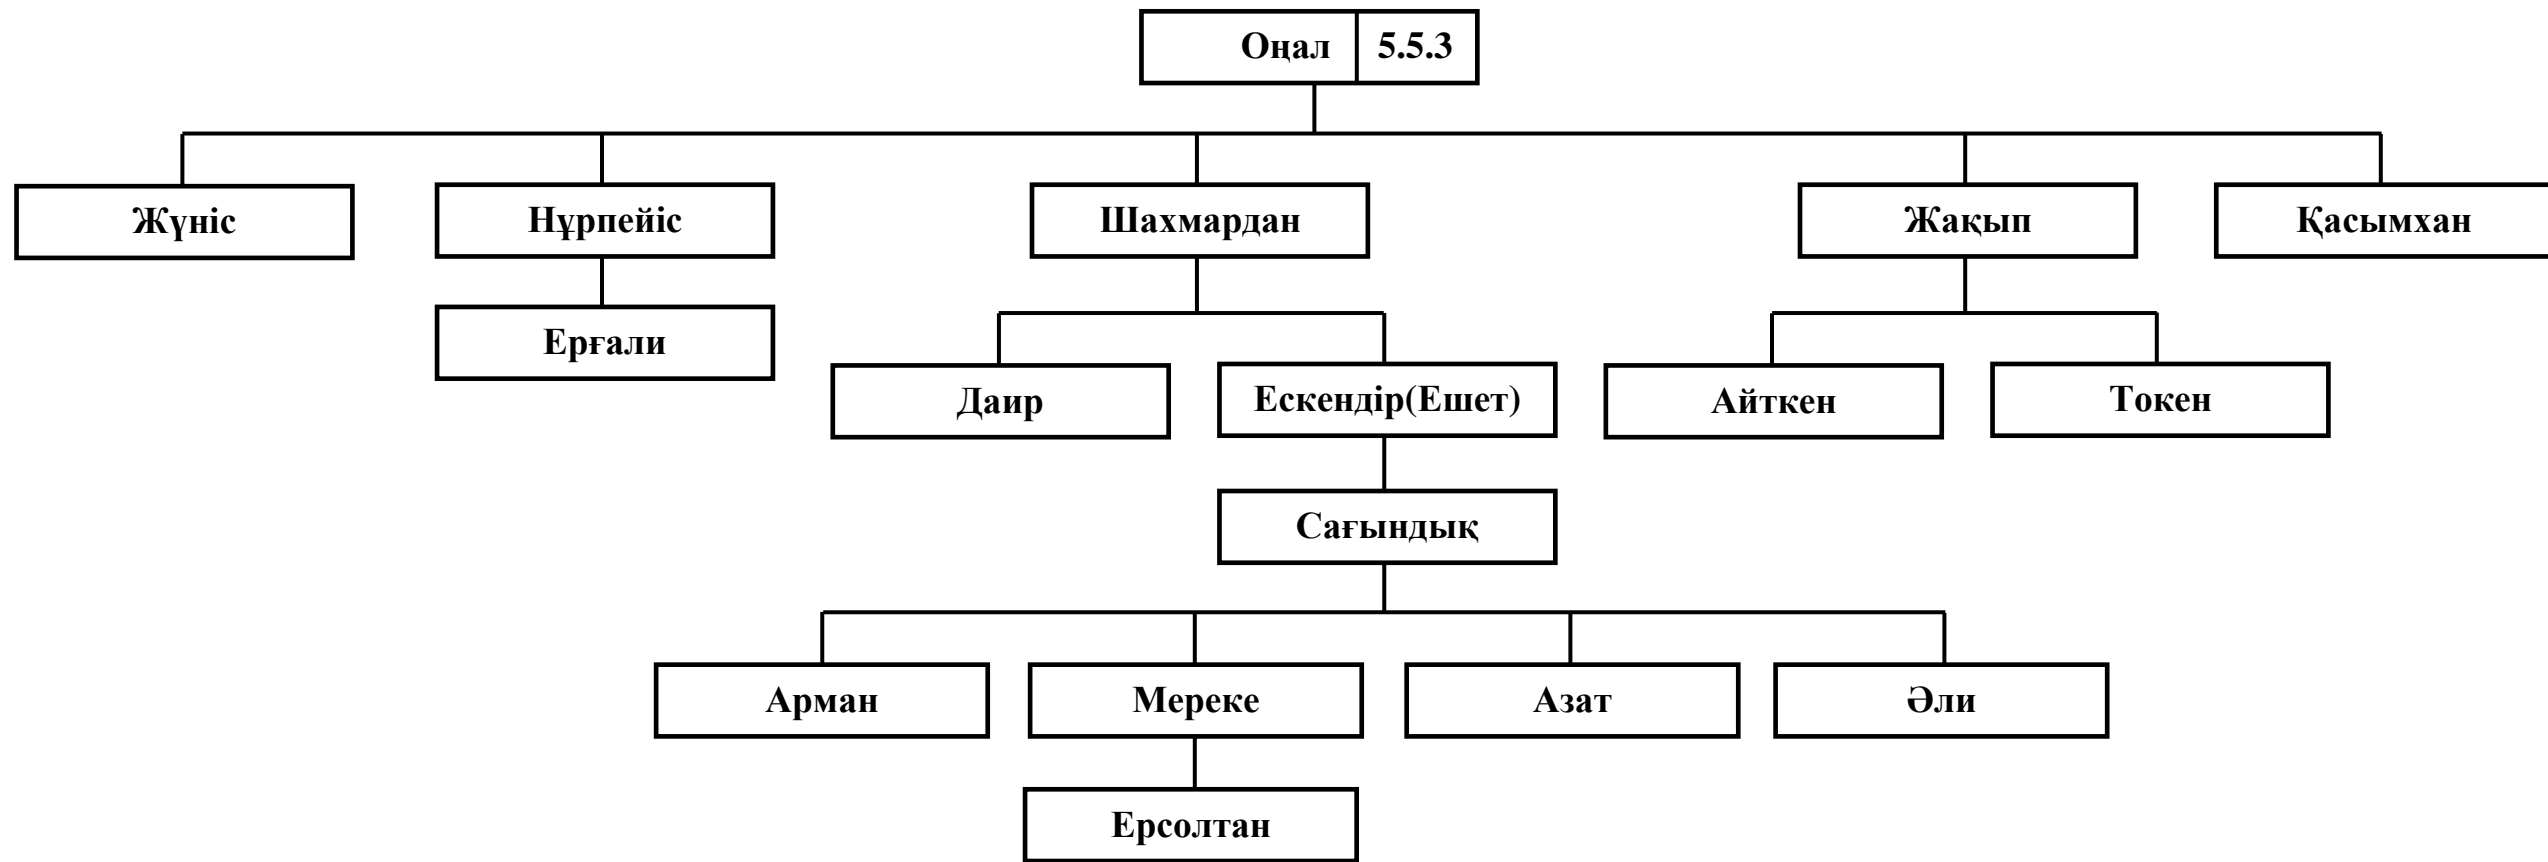 Оңал 5.5.3
Жүніс
Нұрпейіс
Шахмардан
Жақып
Қасымхан
Ерғали
Даир
Ескендір(Ешет)
Айткен
Токен
Сағындық
Арман
Мереке
Азат
Әли
Ерсолтан